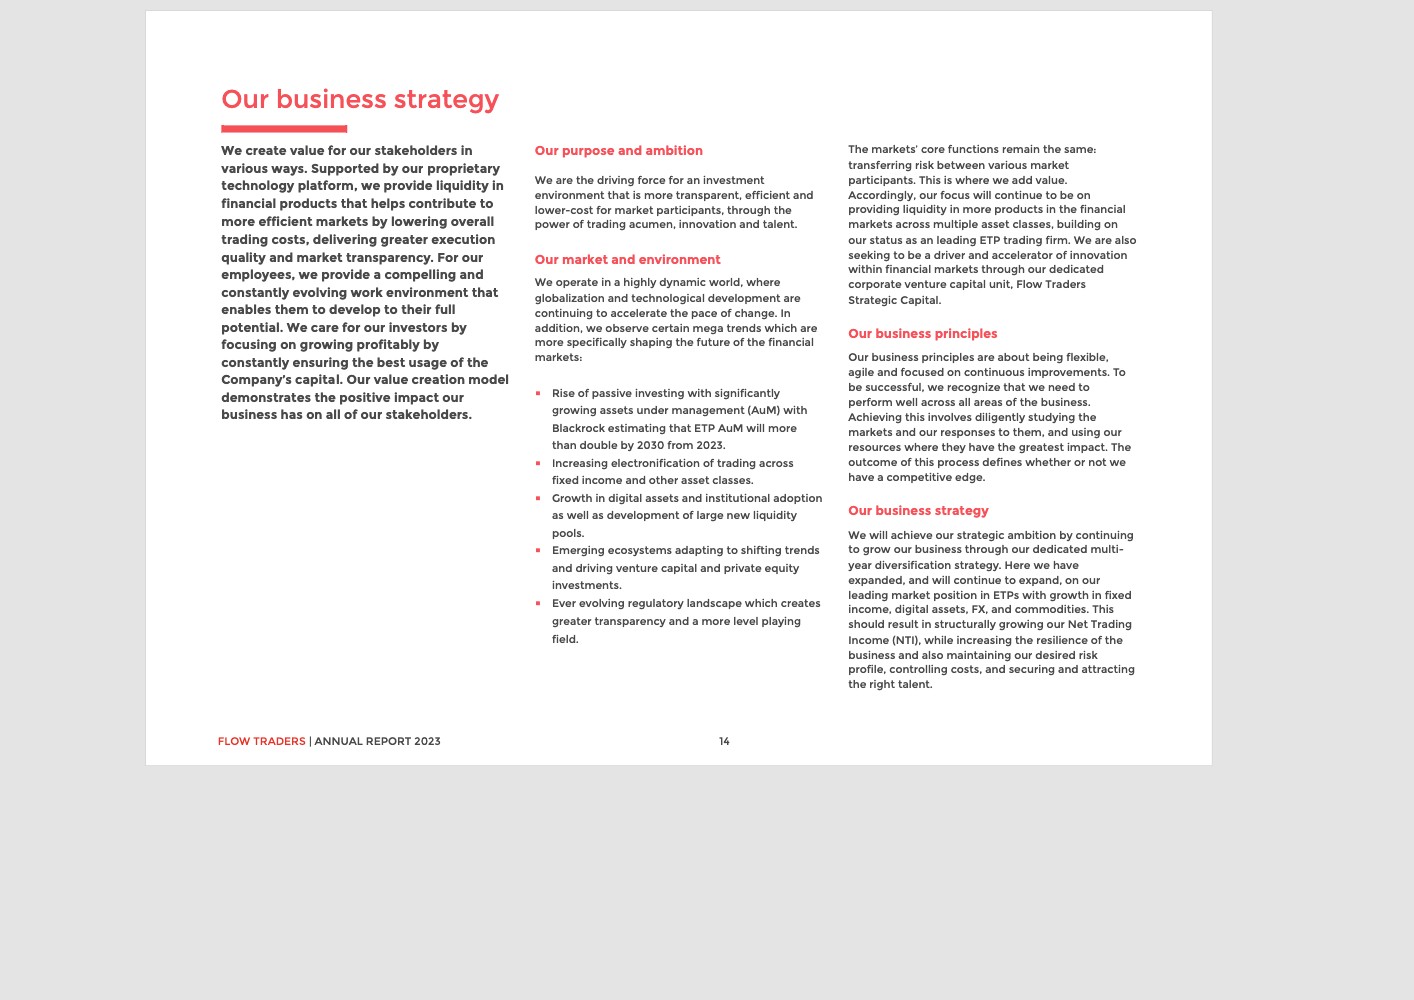 Our business strategy
We create value for our stakeholders in
various ways. Supported by our proprietary
technology platform, we provide liquidity in
financial products that helps contribute to
more efficient markets by lowering overall
trading costs, delivering greater execution
quality and market transparency. For our
employees, we provide a compelling and
constantly evolving work environment that
enables them to develop to their full
potential. We care for our investors by
focusing on growing profitably by
constantly ensuring the best usage of the
Company's capital. Our value creation model
demonstrates the positive impact our
business has on all of our stakeholders.
Our purpose and ambition
We are the driving force for an investment
environment that is more transparent, efficient and
lower-cost for market participants, through the
power of trading acumen, innovation and talent.
Our market and environment
We operate in a highly dynamic world, where
globalization and technological development are
continuing to accelerate the pace of change. In
addition, we observe certain mega trends which are
more specifically shaping the future of the financial
markets:
▪ Rise of passive investing with significantly
growing assets under management (AuM) with
Blackrock estimating that ETP AuM will more
than double by 2030 from 2023.
▪ Increasing electronification of trading across
fixed income and other asset classes.
▪ Growth in digital assets and institutional adoption
as well as development of large new liquidity
pools.
▪ Emerging ecosystems adapting to shifting trends
and driving venture capital and private equity
investments.
▪ Ever evolving regulatory landscape which creates
greater transparency and a more level playing
field.
The markets' core functions remain the same:
transferring risk between various market
participants. This is where we add value.
Accordingly, our focus will continue to be on
providing liquidity in more products in the financial
markets across multiple asset classes, building on
our status as an leading ETP trading firm. We are also
seeking to be a driver and accelerator of innovation
within financial markets through our dedicated
corporate venture capital unit, Flow Traders
Strategic Capital.
Our business principles
Our business principles are about being flexible,
agile and focused on continuous improvements. To
be successful, we recognize that we need to
perform well across all areas of the business.
Achieving this involves diligently studying the
markets and our responses to them, and using our
resources where they have the greatest impact. The
outcome of this process defines whether or not we
have a competitive edge.
Our business strategy
We will achieve our strategic ambition by continuing
to grow our business through our dedicated multi-
year diversification strategy. Here we have
expanded, and will continue to expand, on our
leading market position in ETPs with growth in fixed
income, digital assets, FX, and commodities. This
should result in structurally growing our Net Trading
Income (NTI), while increasing the resilience of the
business and also maintaining our desired risk
profile, controlling costs, and securing and attracting
the right talent.
FLOW TRADERS | ANNUAL REPORT 2023
14